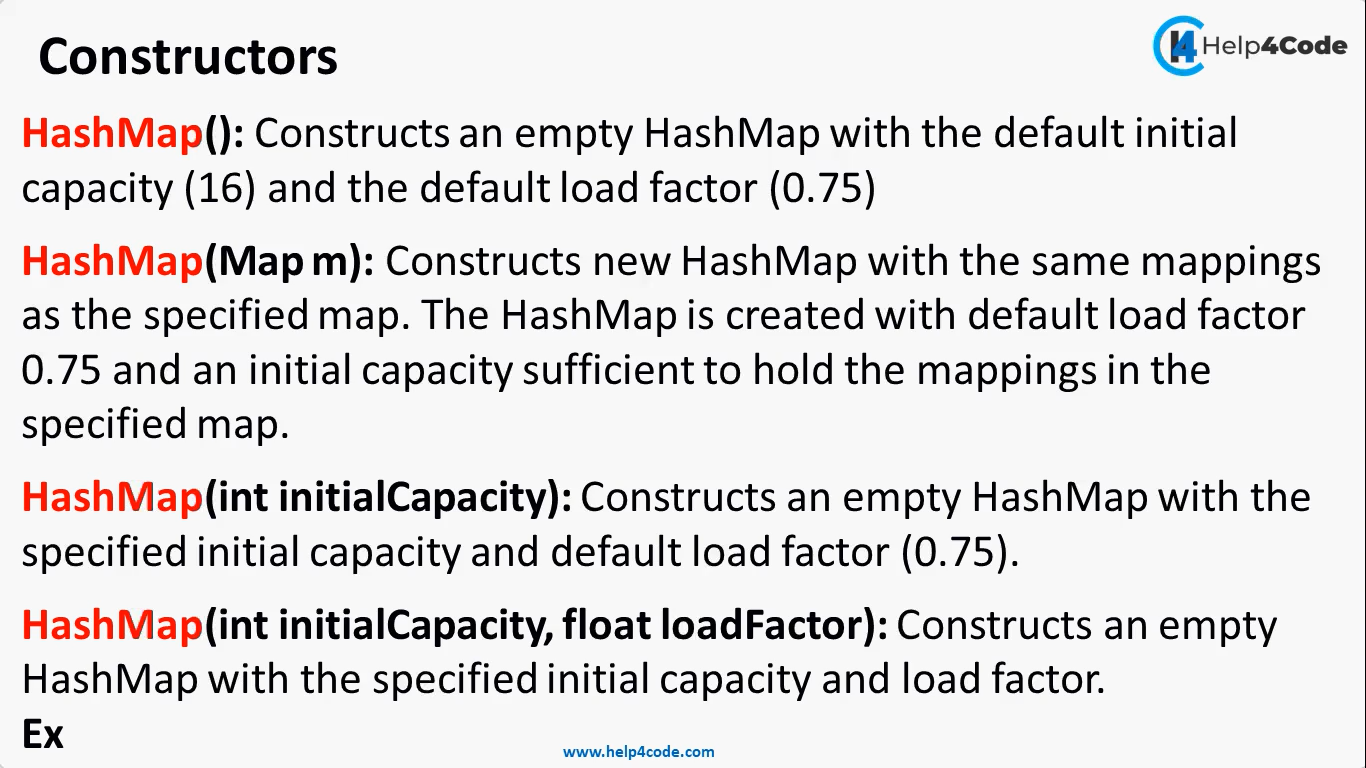 Constructors
Help4Code
HashMap(): Constructs an empty HashMap with the default initial
capacity (16) and the default load factor (0.75)
HashMap(Map m): Constructs new HashMap with the same mappings
as the specified map. The HashMap is created with default load factor
0.75 and an initial capacity sufficient to hold the mappings in the
specified map.
HashMap(int initialCapacity): Constructs an empty HashMap with the
specified initial capacity and default load factor (0.75).
HashMap(int initialCapacity, float loadFactor): Constructs an empty
HashMap with the specified initial capacity and load factor.
Ex
www.help4code.com